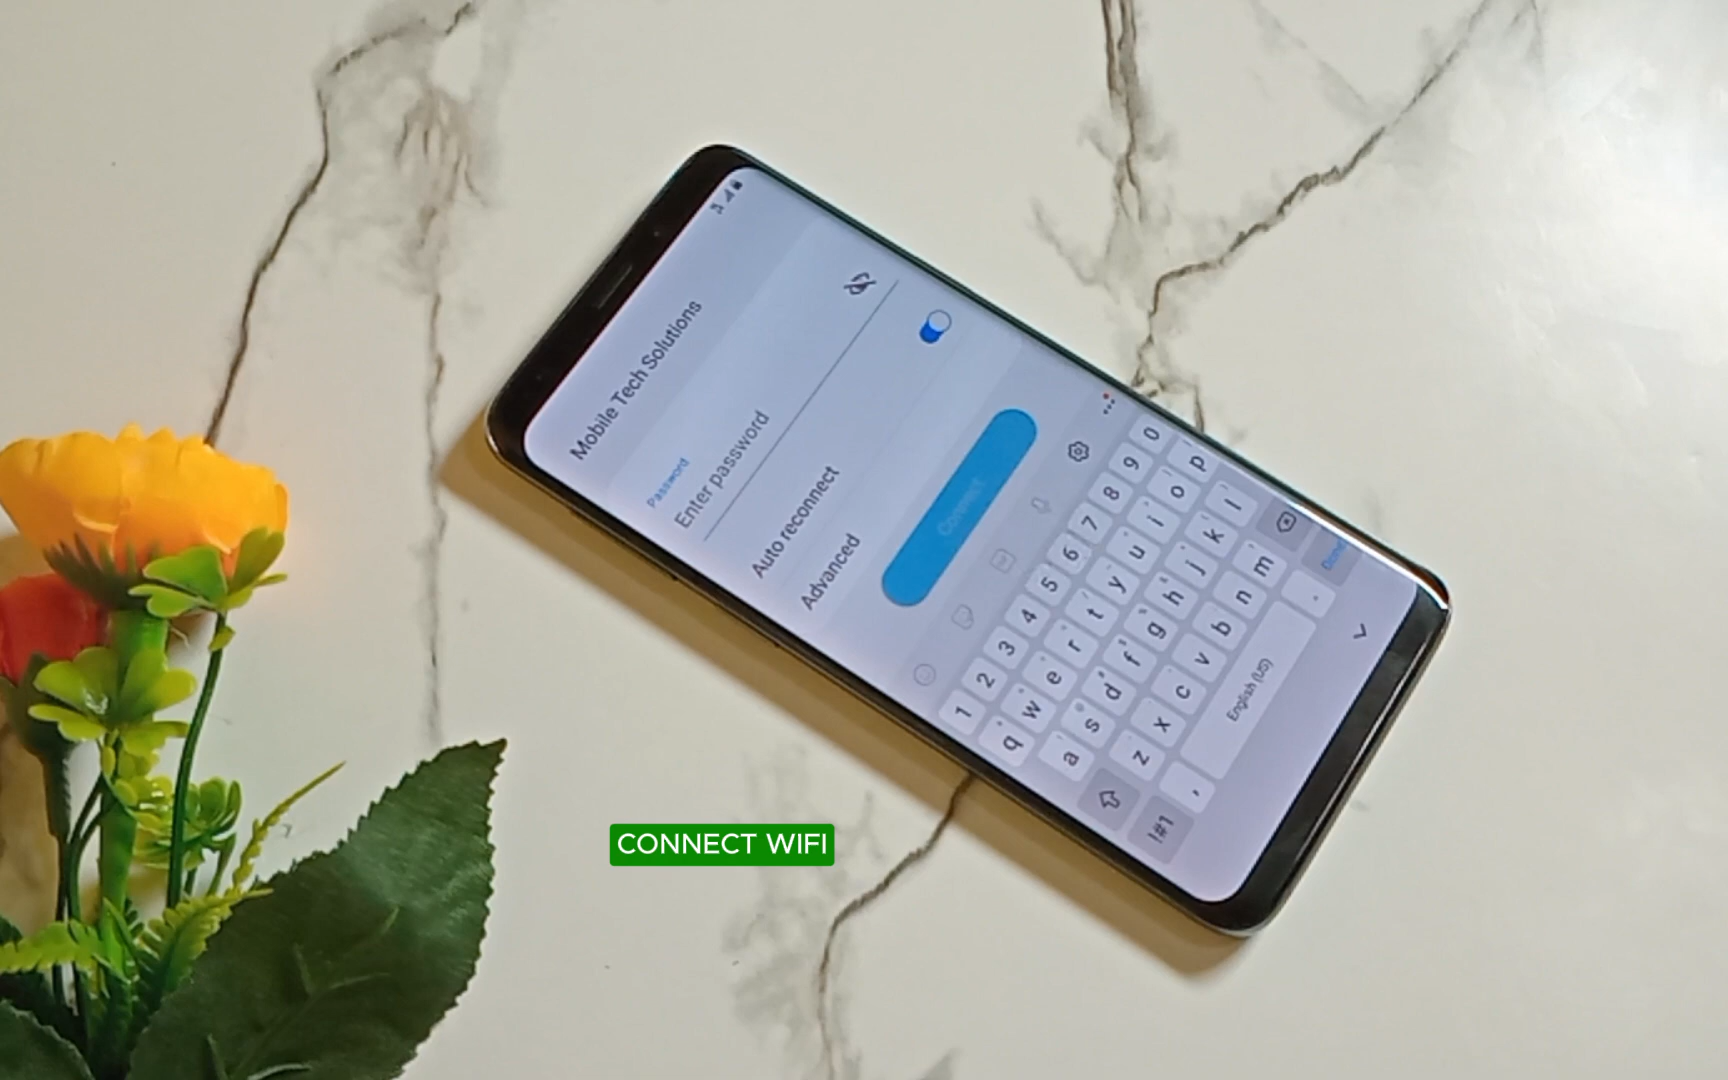 Mobile Tech Solutions
Password
Enter password
Auto reconnect
Advanced
Connect
1 2 3 4 5 6 7 8 9 0
q w e r t y u i o p
a s d f g h j k l
z x c v b n m
!#1 , English (US) . Done
CONNECT WIFI